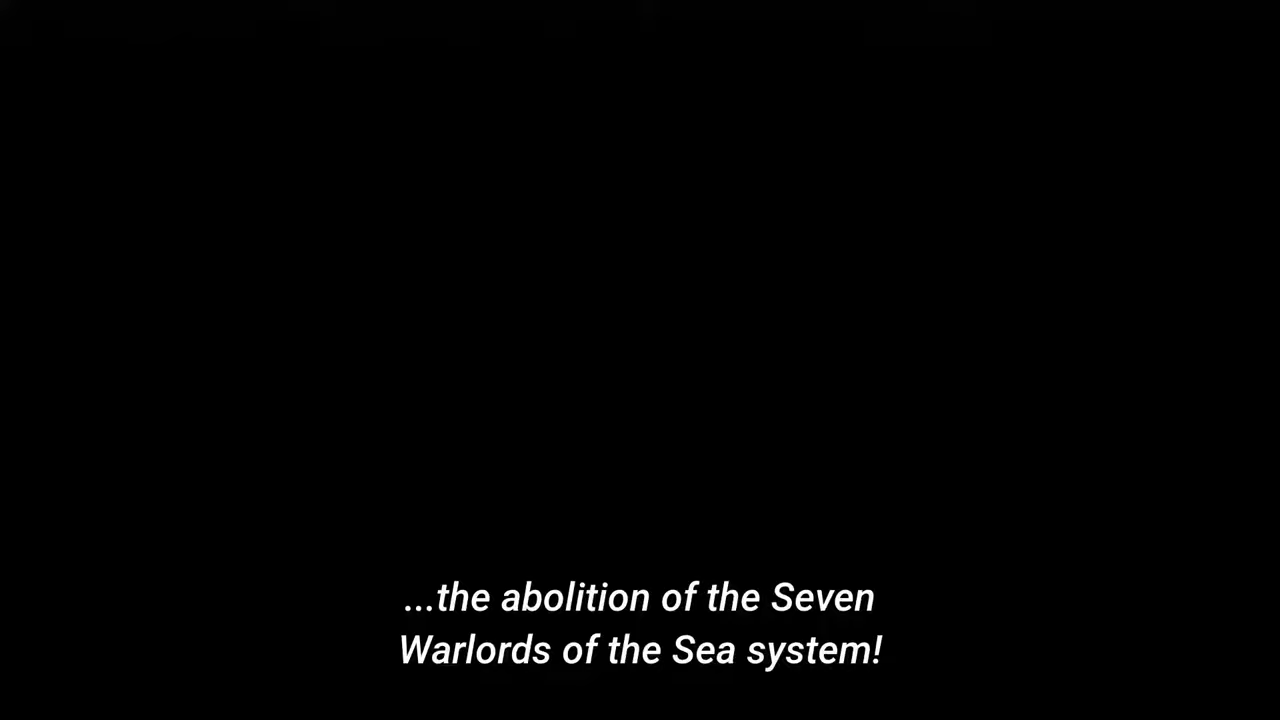 ...the abolition of the Seven
Warlords of the Sea system!